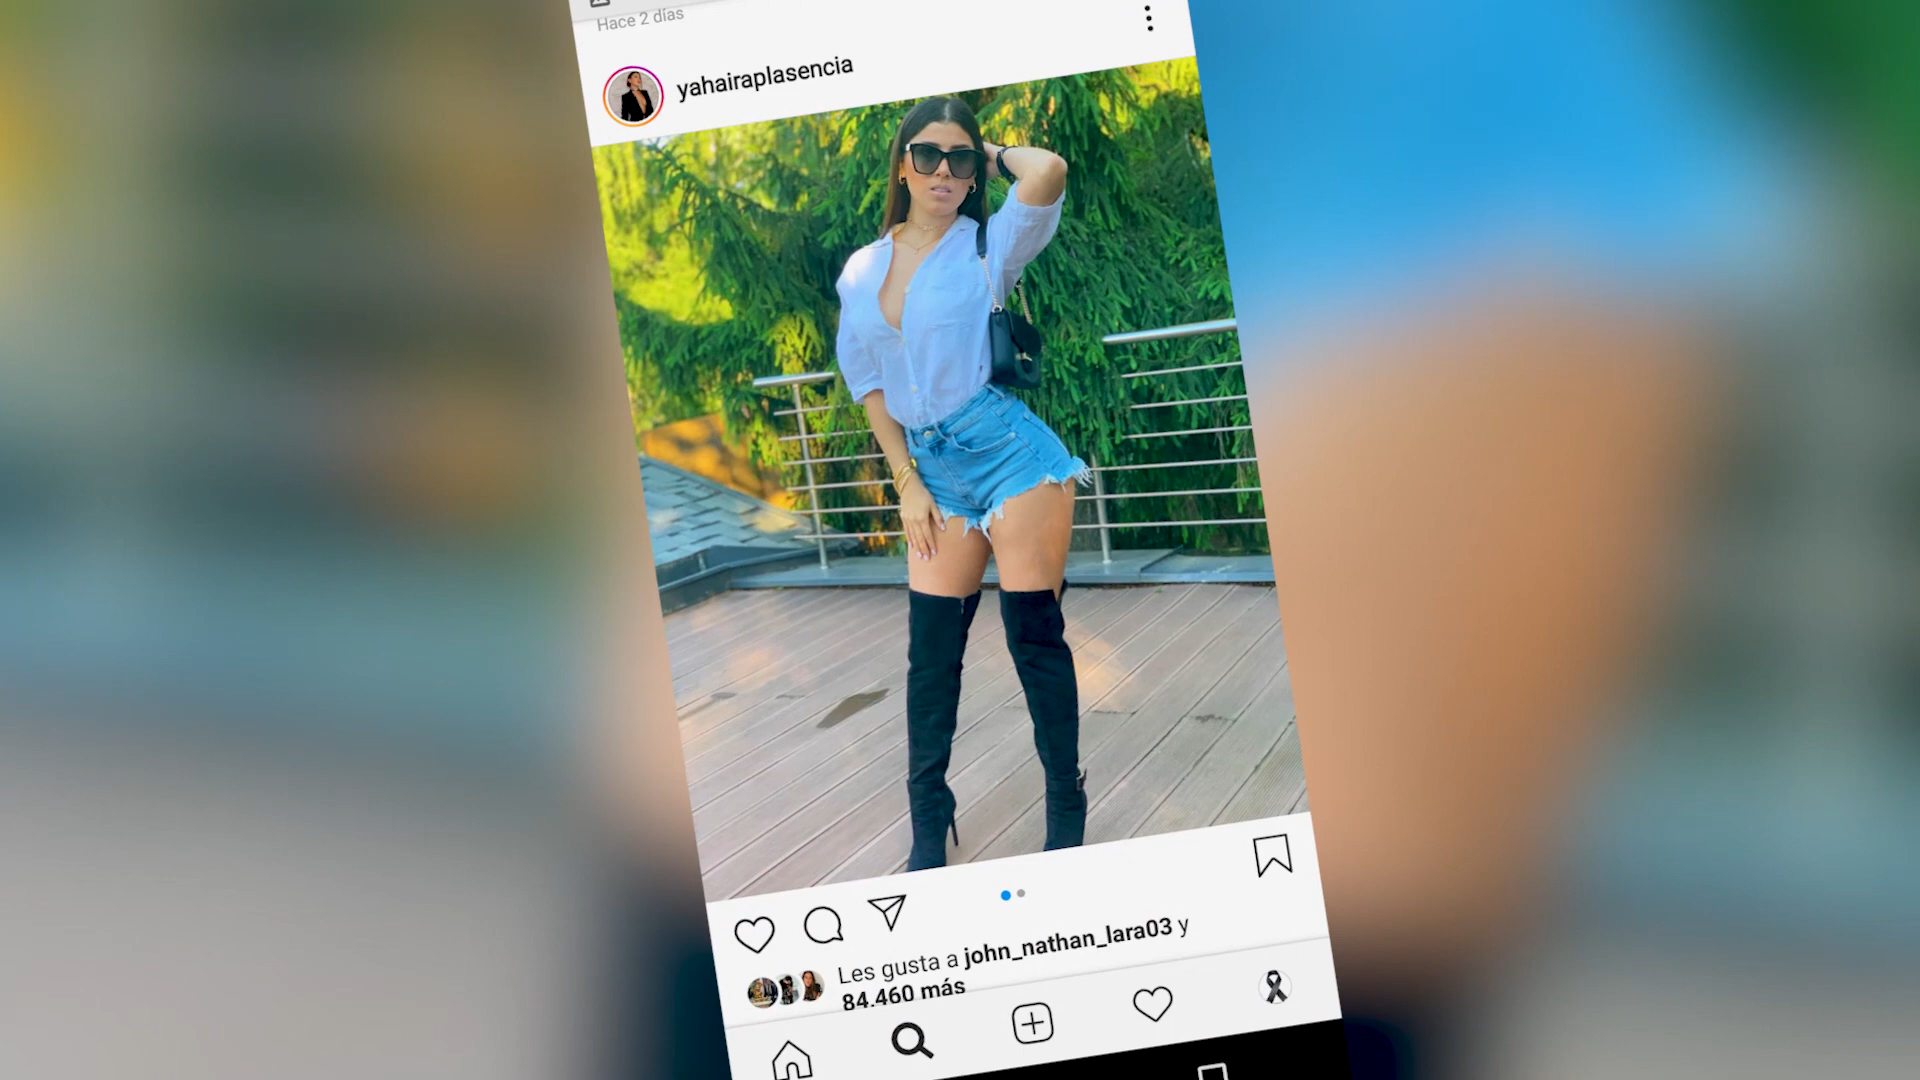 Hace 2 días
yahairaplasencia
Les gusta a john_nathan_lara03 y
84.460 más